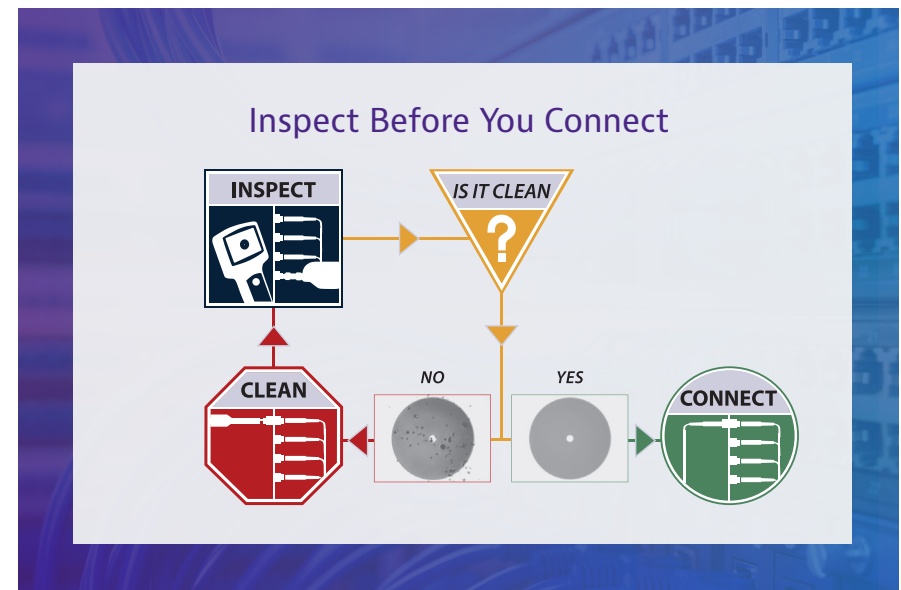 Inspect Before You Connect
INSPECT
IS IT CLEAN
?
NO
YES
CLEAN
CONNECT